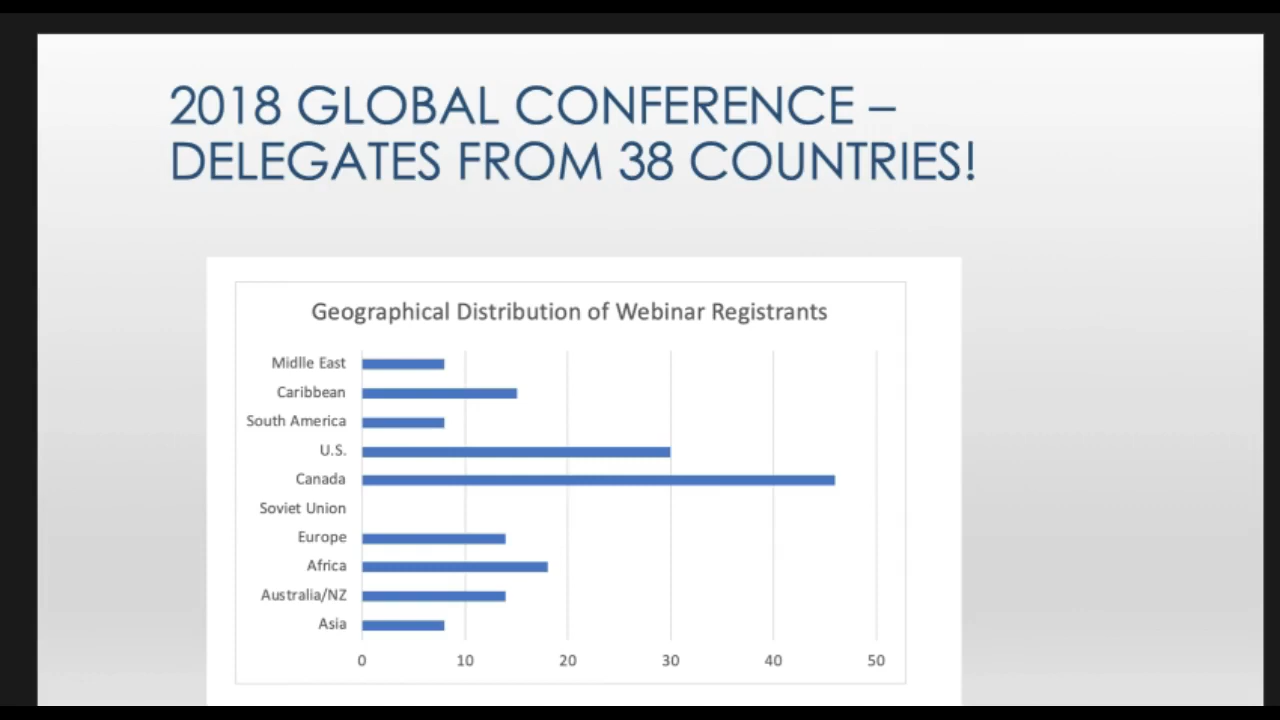 2018 GLOBAL CONFERENCE –
DELEGATES FROM 38 COUNTRIES!
Geographical Distribution of Webinar Registrants
Midlle East
Caribbean
South America
U.S.
Canada
Soviet Union
Europe
Africa
Australia/NZ
Asia
0 10 20 30 40 50